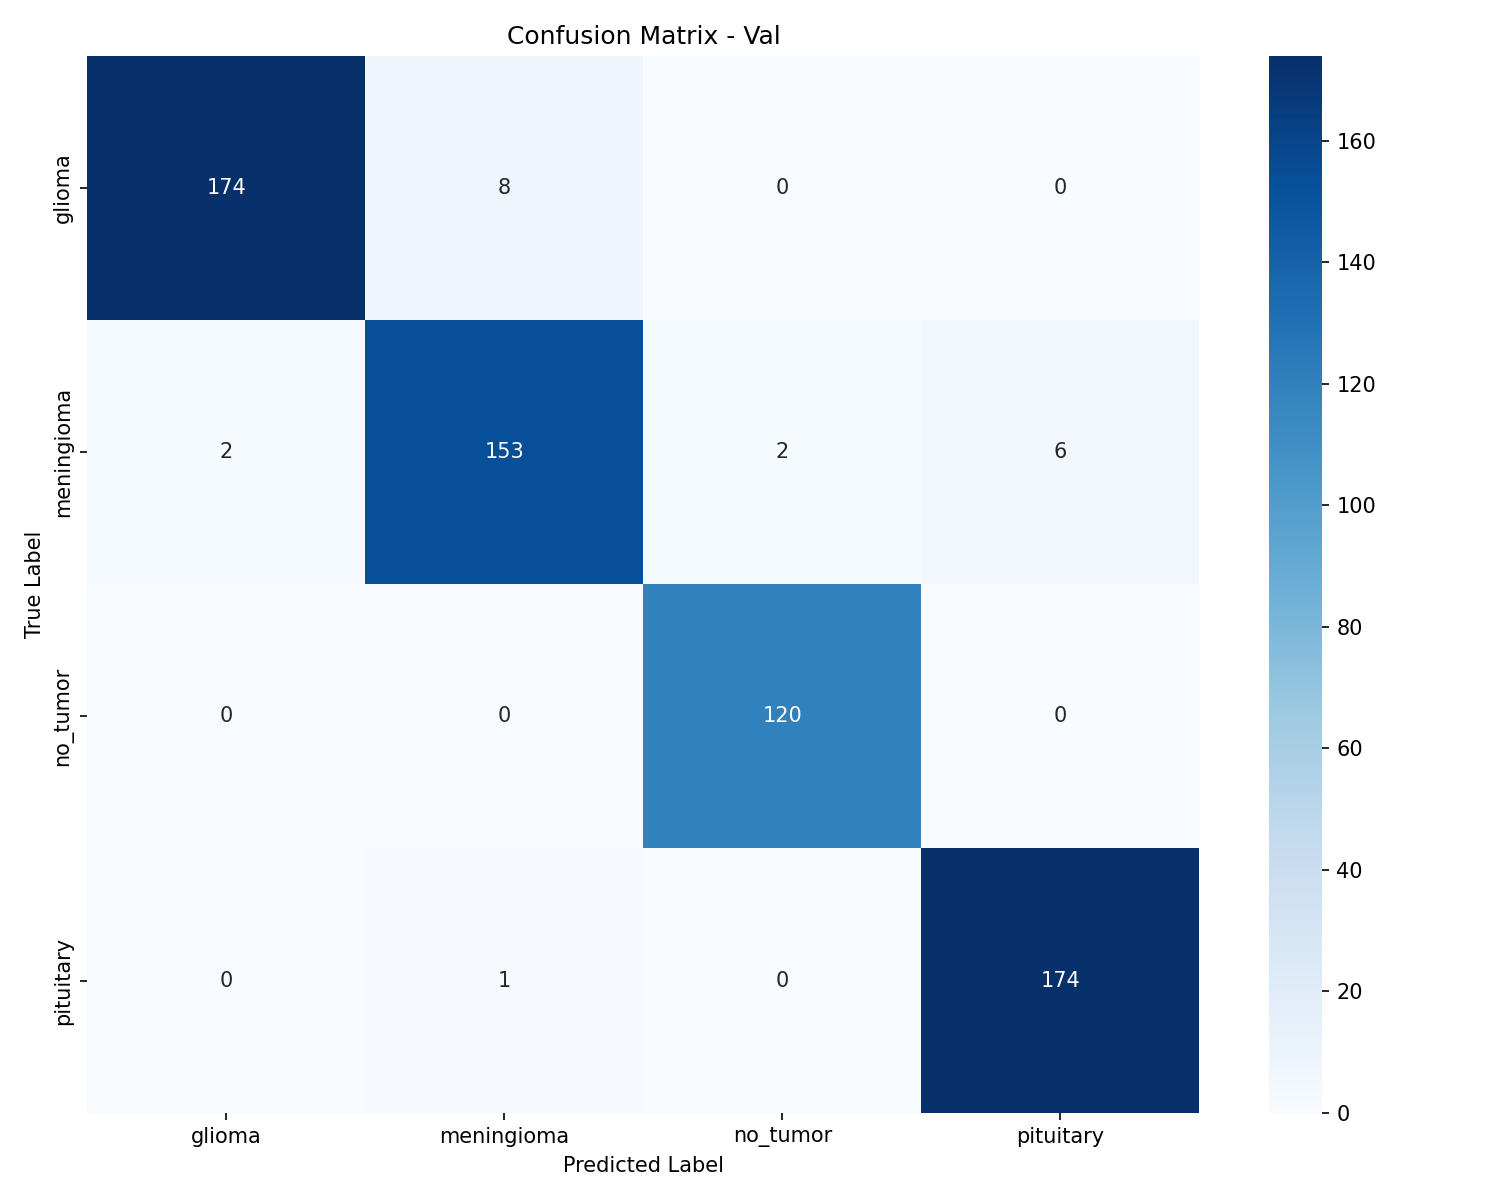 Confusion Matrix - Val
True Label
glioma
174 8 0 0
meningioma
2 153 2 6
no_tumor
0 0 120 0
pituitary
0 1 0 174
glioma meningioma no_tumor pituitary
Predicted Label
160
140
120
100
80
60
40
20
0